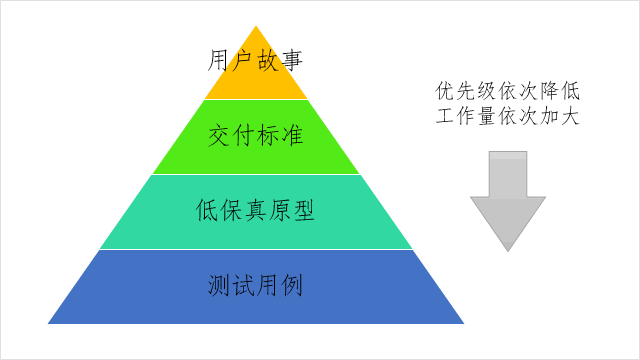 用户故事
交付标准
低保真原型
测试用例
优先级依次降低
工作量依次加大